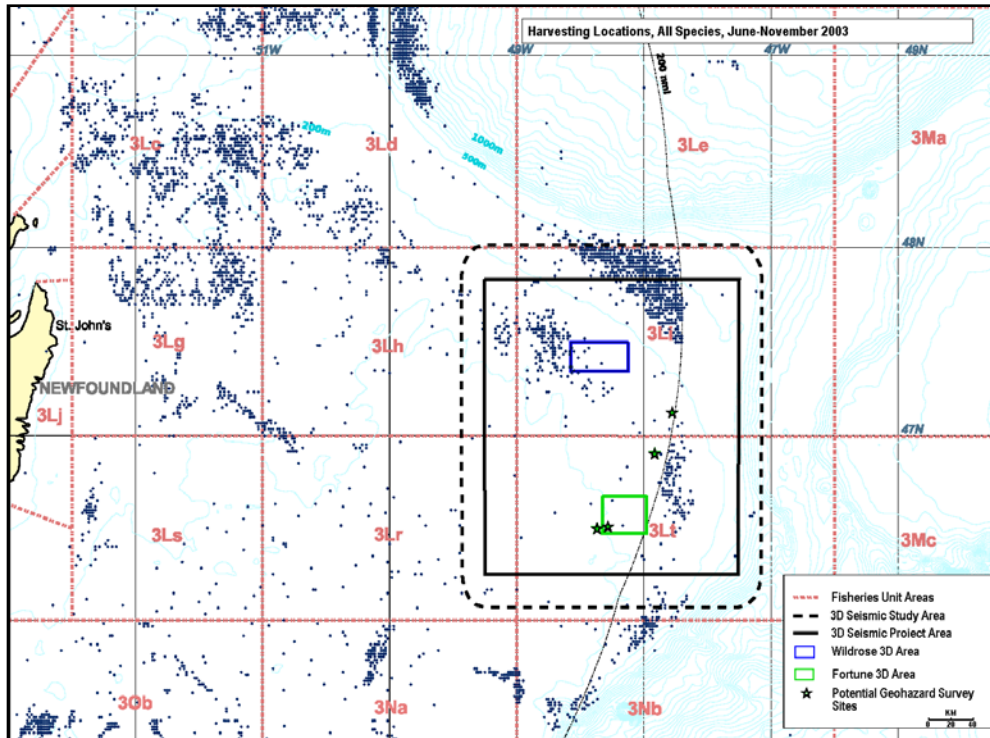 Harvesting Locations, All Species, June-November 2003
51W
49W
47W
49N
200 nmi
200m
1000m
500m
3Lc
3Ld
3Le
3Ma
48N
St. John's
3Lg
3Lh
3Li
NEWFOUNDLAND
3Lj
47N
3Ls
3Lr
3Lt
3Mc
3Ob
3Na
3Nb
Fisheries Unit Areas
3D Seismic Study Area
3D Seismic Project Area
Wildrose 3D Area
Fortune 3D Area
Potential Geohazard Survey
Sites
KM
0 20 40